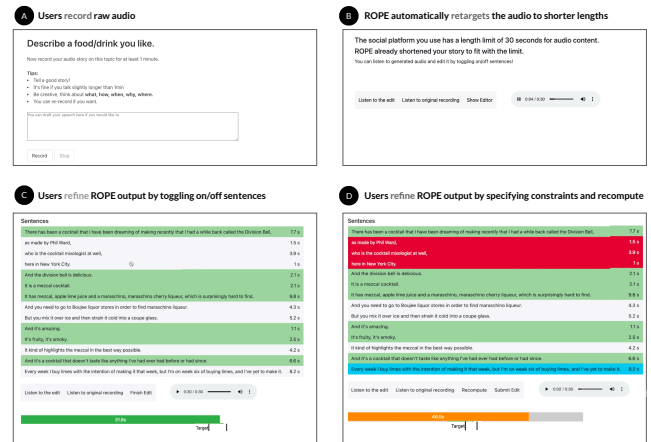 A Users record raw audio
Describe a food/drink you like.
Now record your audio story on this topic for at least 1 minute.
Tips:
• Tell a good story!
• It's fine if you talk slightly longer than 1min
• Be creative, think about what, how, when, why, where.
• You can re-record if you want.
You can draft your speech here if you would like to
Record Stop
B ROPE automatically retargets the audio to shorter lengths
The social platform you use has a length limit of 30 seconds for audio content.
ROPE already shortened your story to fit with the limit.
You can listen to generated audio and edit it by toggling on/off sentences!
Listen to the edit Listen to original recording Show Editor 0:04 / 0:30
C Users refine ROPE output by toggling on/off sentences
Sentences
There has been a cocktail that I have been dreaming of making recently that I had a while back called the Division Bell, 7.7 s
as made by Phil Ward, 1.5 s
who is the cocktail mixologist at well, 3.9 s
here in New York City. 1 s
And the division bell is delicious. 2.1 s
It is a mezcal cocktail. 2.1 s
It has mezcal, apple lime juice and a maraschino, maraschino cherry liqueur, which is surprisingly hard to find. 9.8 s
And you need to go to Boujee liquor stores in order to find maraschino liqueur. 4.3 s
But you mix it over ice and then strain it cold into a coupe glass. 5.2 s
And it's amazing. 1.1 s
It's fruity, it's smoky. 2.5 s
It kind of highlights the mezcal in the best way possible. 4.2 s
And it's a cocktail that doesn't taste like anything I've had ever had before or had since. 6.6 s
Every week I buy limes with the intention of making it that week, but I'm on week six of buying limes, and I've yet to make it. 8.2 s
Listen to the edit Listen to original recording Finish Edit 0:30 / 0:30
Target
D Users refine ROPE output by specifying constraints and recompute
Sentences
There has been a cocktail that I have been dreaming of making recently that I had a while back called the Division Bell, 7.7 s
as made by Phil Ward, 1.5 s
who is the cocktail mixologist at well, 3.9 s
here in New York City. 1 s
And the division bell is delicious. 2.1 s
It is a mezcal cocktail. 2.1 s
It has mezcal, apple lime juice and a maraschino, maraschino cherry liqueur, which is surprisingly hard to find. 9.8 s
And you need to go to Boujee liquor stores in order to find maraschino liqueur. 4.3 s
But you mix it over ice and then strain it cold into a coupe glass. 5.2 s
And it's amazing. 1.1 s
It's fruity, it's smoky. 2.5 s
It kind of highlights the mezcal in the best way possible. 4.2 s
And it's a cocktail that doesn't taste like anything I've had ever had before or had since. 6.6 s
Every week I buy limes with the intention of making it that week, but I'm on week six of buying limes, and I've yet to make it. 8.2 s
Listen to the edit Listen to original recording Recompute Submit Edit 0:02 / 0:30
Target